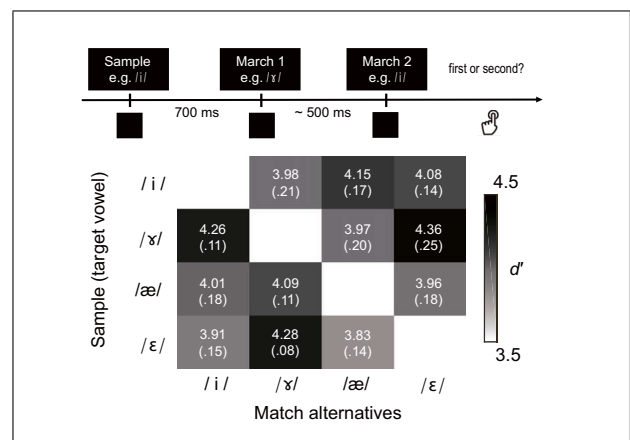 Sample
e.g. /i/
March 1
e.g. /ɤ/
March 2
e.g. /i/
first or second?
700 ms
~ 500 ms
Sample (target vowel)
/ i /
3.98
(.21)
4.15
(.17)
4.08
(.14)
/ɤ/
4.26
(.11)
3.97
(.20)
4.36
(.25)
/æ/
4.01
(.18)
4.09
(.11)
3.96
(.18)
/ɛ/
3.91
(.15)
4.28
(.08)
3.83
(.14)
/ i /
/ɤ/
/æ/
/ɛ/
Match alternatives
4.5
d'
3.5